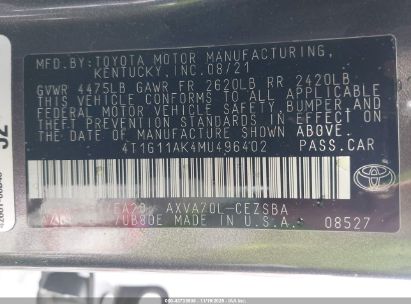 MFD.BY: TOYOTA MOTOR MANUFACTURING,
KENTUCKY, INC. 08/21
GVWR 4475LB GAWR FR 2620LB RR 2420LB
THIS VEHICLE CONFORMS TO ALL APPLICABLE
FEDERAL MOTOR VEHICLE SAFETY, BUMPER, AND
THEFT PREVENTION STANDARDS IN EFFECT ON
THE DATE OF MANUFACTURE SHOWN ABOVE.
4T1G11AK4MU496402 PASS.CAR
AXVA70L-CEZSBA
MADE IN U.S.A. 08527
TOYOTA